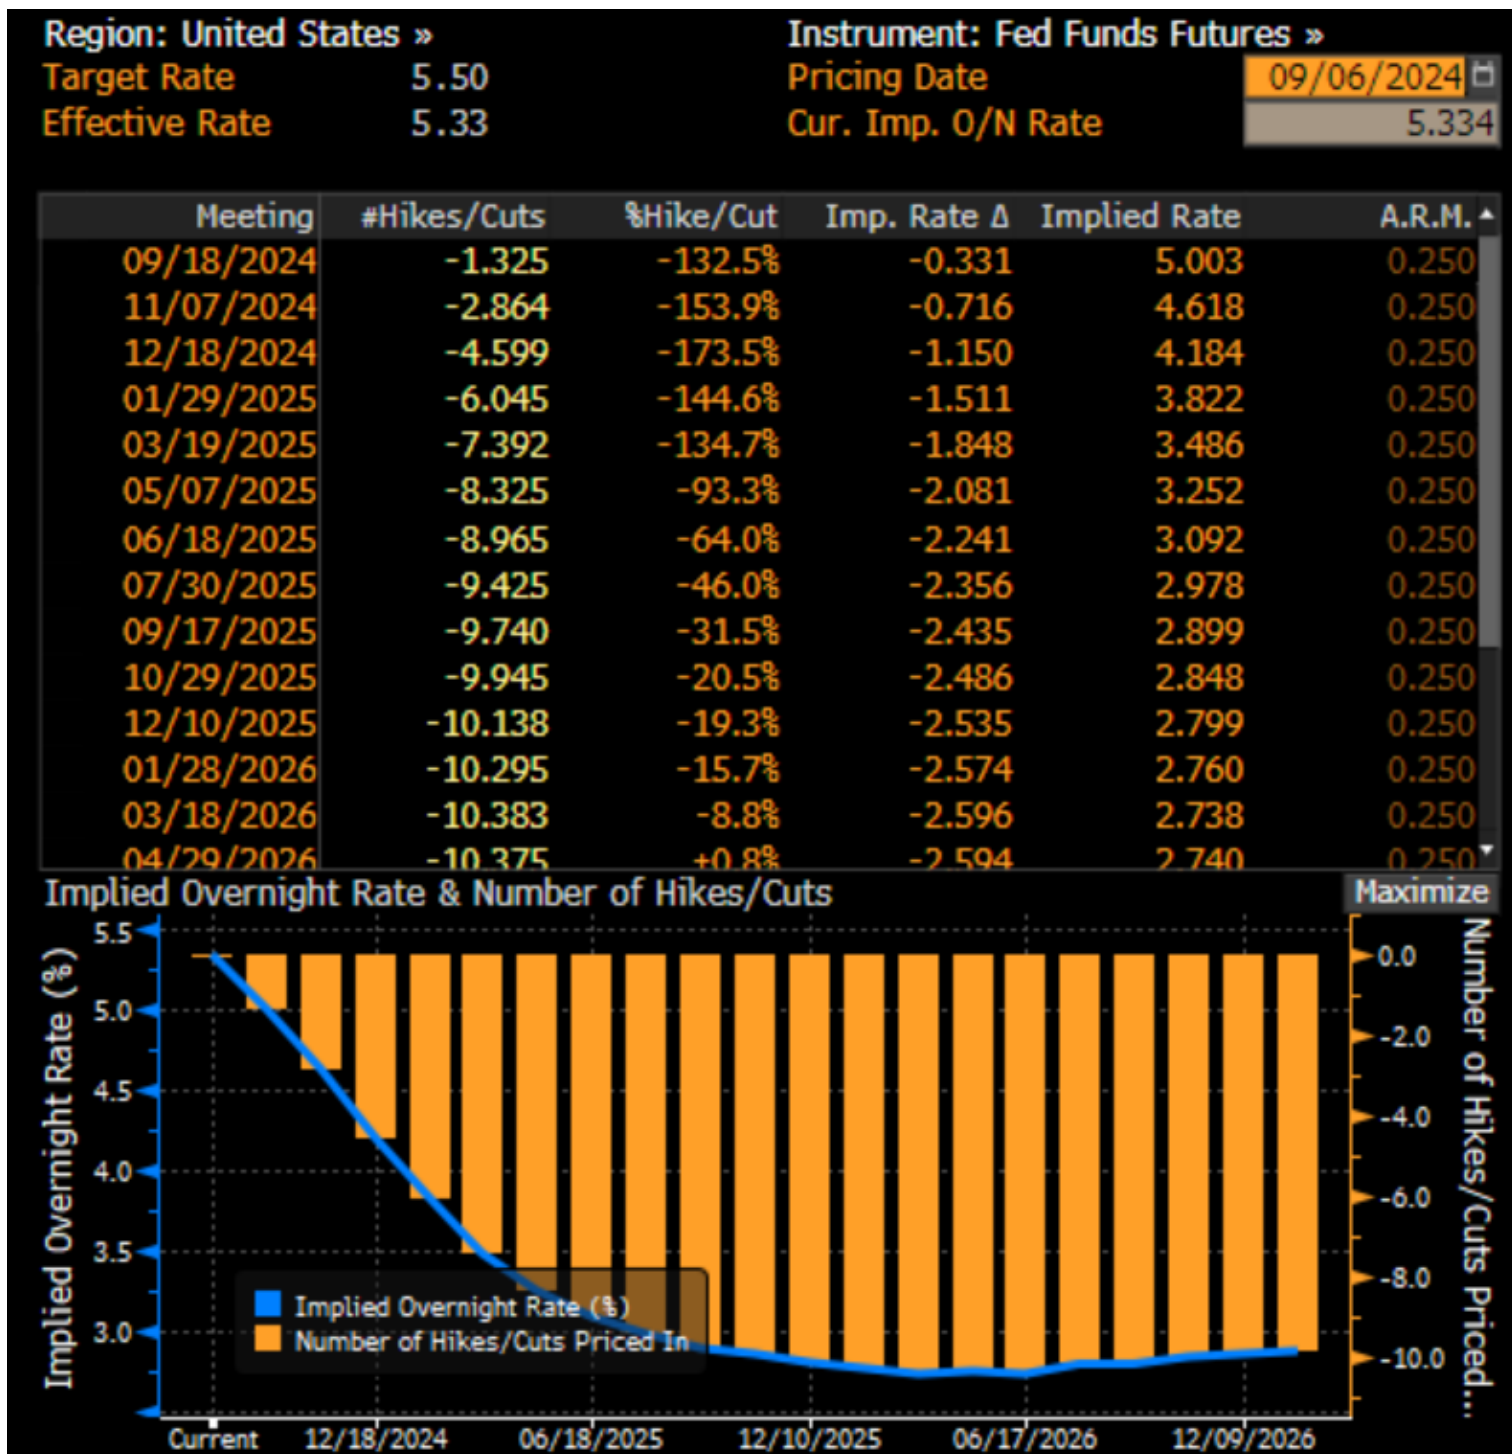 Region: United States » Instrument: Fed Funds Futures »
Target Rate 5.50 Pricing Date 09/06/2024
Effective Rate 5.33 Cur. Imp. O/N Rate 5.334
Meeting #Hikes/Cuts %Hike/Cut Imp. Rate Δ Implied Rate A.R.M.
09/18/2024 -1.325 -132.5% -0.331 5.003 0.250
11/07/2024 -2.864 -153.9% -0.716 4.618 0.250
12/18/2024 -4.599 -173.5% -1.150 4.184 0.250
01/29/2025 -6.045 -144.6% -1.511 3.822 0.250
03/19/2025 -7.392 -134.7% -1.848 3.486 0.250
05/07/2025 -8.325 -93.3% -2.081 3.252 0.250
06/18/2025 -8.965 -64.0% -2.241 3.092 0.250
07/30/2025 -9.425 -46.0% -2.356 2.978 0.250
09/17/2025 -9.740 -31.5% -2.435 2.899 0.250
10/29/2025 -9.945 -20.5% -2.486 2.848 0.250
12/10/2025 -10.138 -19.3% -2.535 2.799 0.250
01/28/2026 -10.295 -15.7% -2.574 2.760 0.250
03/18/2026 -10.383 -8.8% -2.596 2.738 0.250
04/29/2026 -10.375 +0.8% -2.594 2.740 0.250
Implied Overnight Rate & Number of Hikes/Cuts Maximize
Implied Overnight Rate (%)
5.5
5.0
4.5
4.0
3.5
3.0
Implied Overnight Rate (%)
Number of Hikes/Cuts Priced In
0.0
-2.0
-4.0
-6.0
-8.0
-10.0
Number of Hikes/Cuts Priced...
Current 12/18/2024 06/18/2025 12/10/2025 06/17/2026 12/09/2026